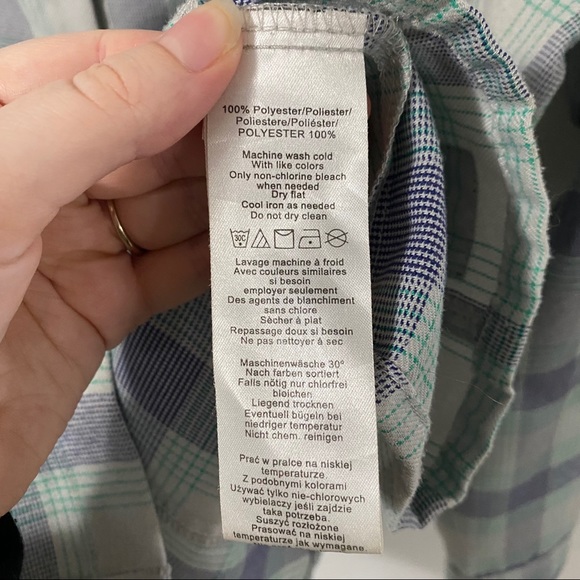 100% Polyester/Poliester/
Poliestere/Poliéster/
POLYESTER 100%
Machine wash cold
With like colors
Only non-chlorine bleach
when needed
Dry flat
Cool iron as needed
Do not dry clean
30C
Lavage machine à froid
Avec couleurs similaires
si besoin
employer seulement
Des agents de blanchiment
sans chlore
Sècher à plat
Repassage doux si besoin
Ne pas nettoyer à sec
Maschinenwäsche 30°
Nach farben sortiert
Falls nötig nur chlorfrei
bleichen
Liegend trocknen
Eventuell bügeln bei
niedriger temperatur
Nicht chem. reinigen
Prać w pralce na niskiej
temperaturze.
Z podobnymi kolorami
Używać tylko nie-chlorowych
wybielaczy jeśli zajdzie
taka potrzeba.
Suszyć rozłożone
Prasować na niskiej
temperaturze jak wymagane